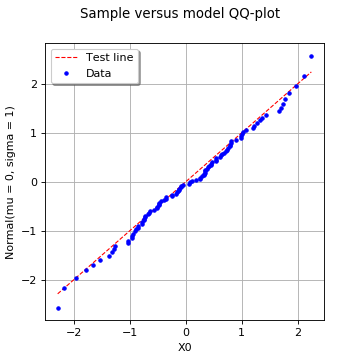 Sample versus model QQ-plot
Test line
Data
Normal(mu = 0, sigma = 1)
2
1
0
−1
−2
−2
−1
0
1
2
X0